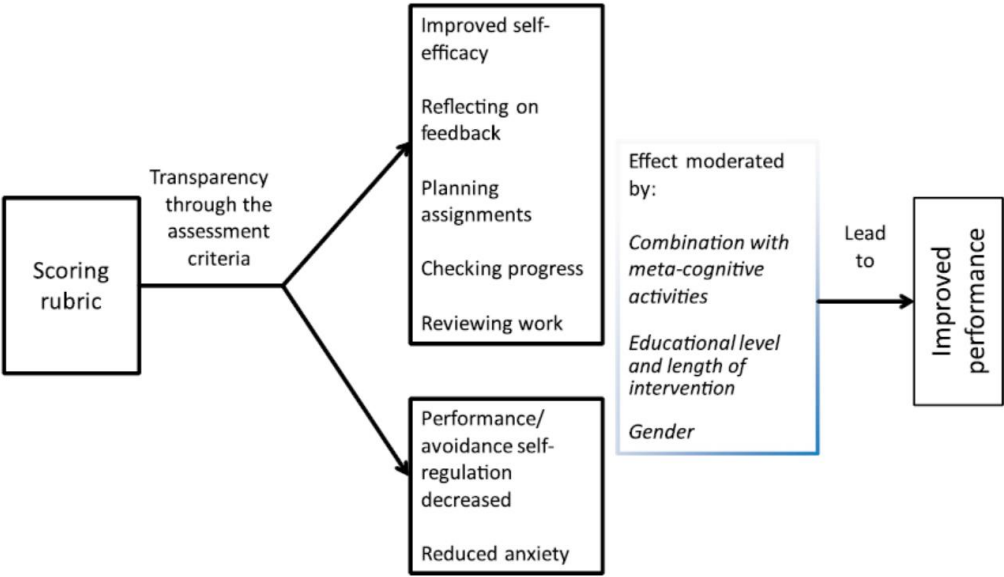 Scoring
rubric
Transparency
through the
assessment
criteria
Improved self-
efficacy
Reflecting on
feedback
Planning
assignments
Checking progress
Reviewing work
Performance/
avoidance self-
regulation
decreased
Reduced anxiety
Effect moderated
by:
Combination with
meta-cognitive
activities
Educational level
and length of
intervention
Gender
Lead
to
Improved
performance